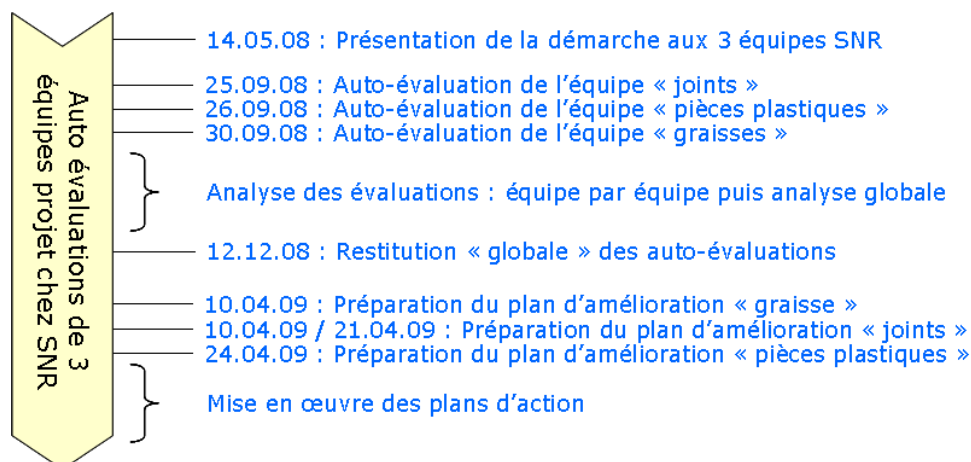 Auto évaluations de 3
équipes projet chez SNR
14.05.08 : Présentation de la démarche aux 3 équipes SNR
25.09.08 : Auto-évaluation de l'équipe « joints »
26.09.08 : Auto-évaluation de l'équipe « pièces plastiques »
30.09.08 : Auto-évaluation de l'équipe « graisses »
Analyse des évaluations : équipe par équipe puis analyse globale
12.12.08 : Restitution « globale » des auto-évaluations
10.04.09 : Préparation du plan d'amélioration « graisse »
10.04.09 / 21.04.09 : Préparation du plan d'amélioration « joints »
24.04.09 : Préparation du plan d'amélioration « pièces plastiques »
Mise en œuvre des plans d'action